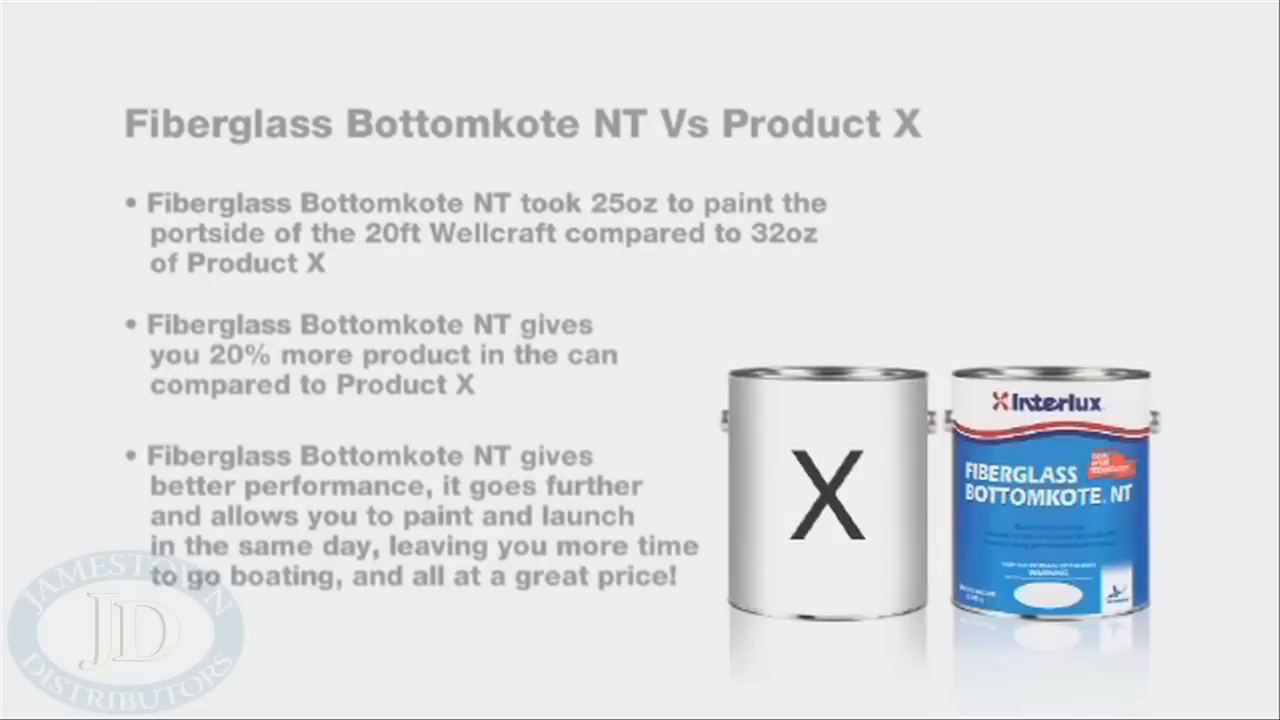 Fiberglass Bottomkote NT Vs Product X
• Fiberglass Bottomkote NT took 25oz to paint the
portside of the 20ft Wellcraft compared to 32oz
of Product X
• Fiberglass Bottomkote NT gives
you 20% more product in the can
compared to Product X
• Fiberglass Bottomkote NT gives
better performance, it goes further
and allows you to paint and launch
in the same day, leaving you more time
to go boating, and all at a great price!
X
Interlux
FIBERGLASS
BOTTOMKOTE NT
WARNING
JAMESTOWN
JD
DISTRIBUTORS